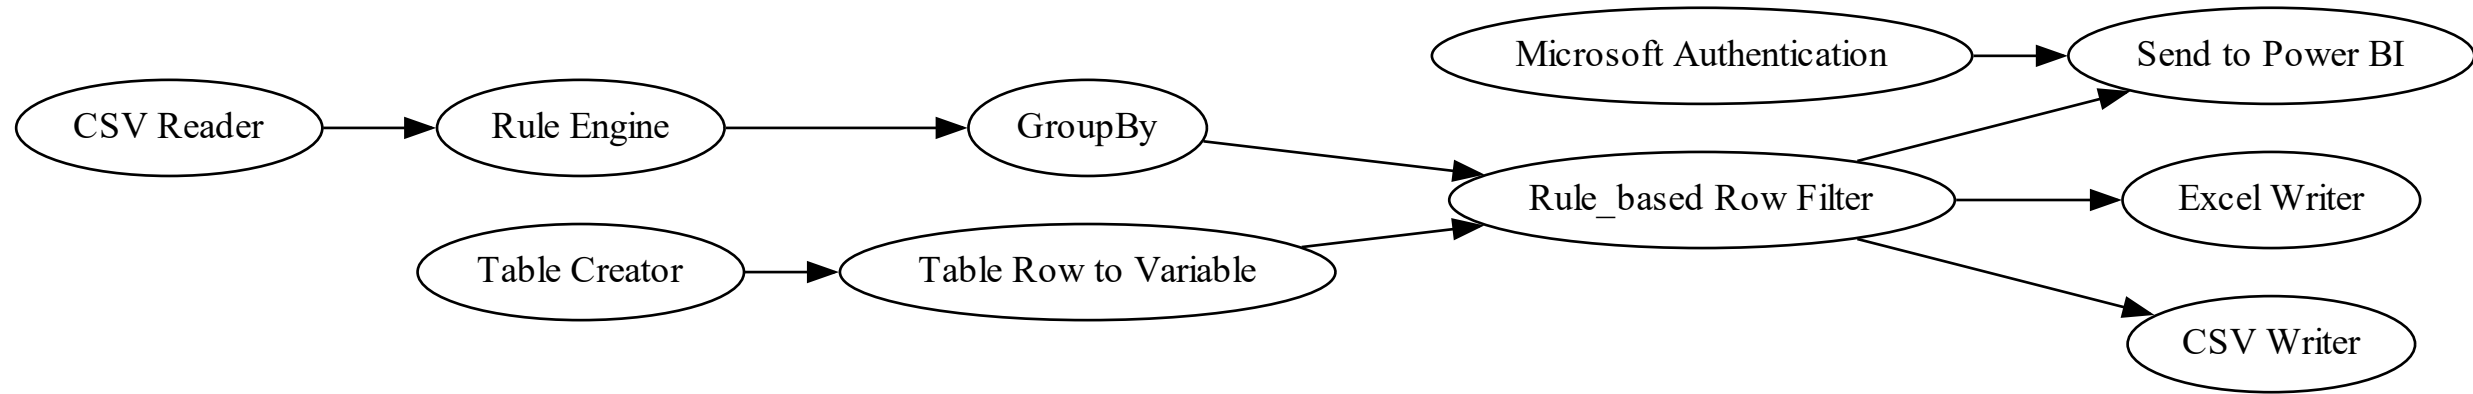 Microsoft Authentication
Send to Power BI
CSV Reader
Rule Engine
GroupBy
Rule_based Row Filter
Excel Writer
Table Creator
Table Row to Variable
CSV Writer